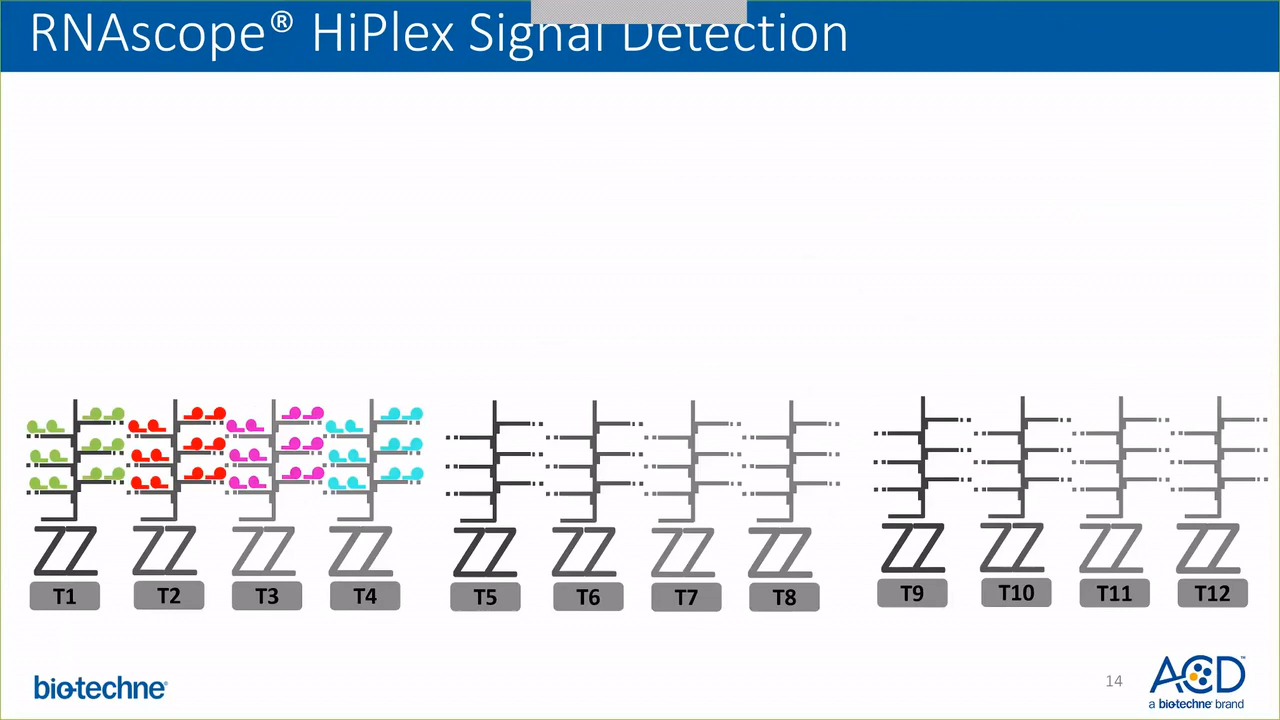 RNAscope® HiPlex Signal Detection
T1 T2 T3 T4 T5 T6 T7 T8 T9 T10 T11 T12
bio-techne®
14
ACD™
a bio-techne brand